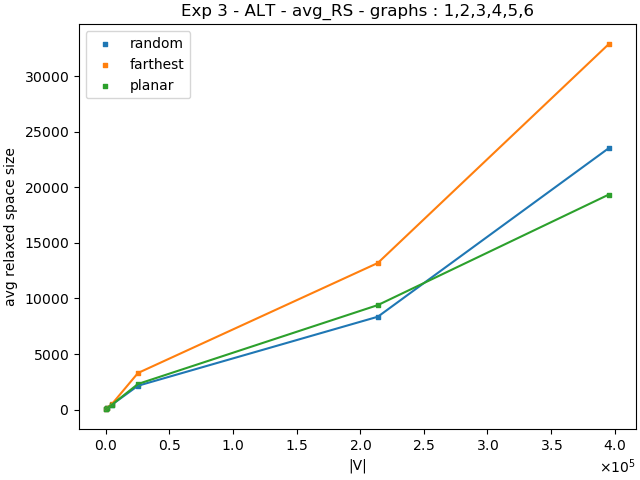 Exp 3 - ALT - avg_RS - graphs : 1,2,3,4,5,6
random
farthest
planar
avg relaxed space size
30000
25000
20000
15000
10000
5000
0
0.0 0.5 1.0 1.5 2.0 2.5 3.0 3.5 4.0
×10⁵
|V|